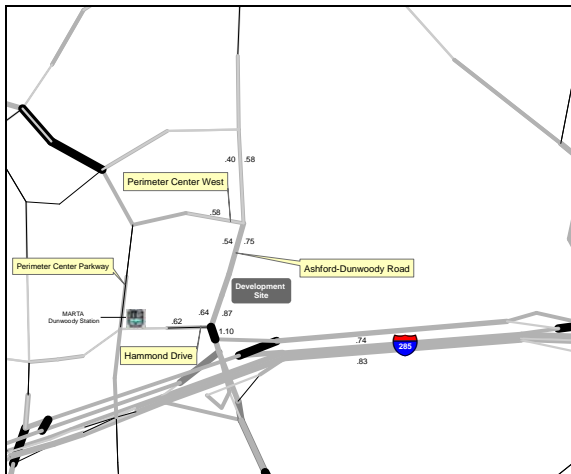 .40 .58
Perimeter Center West
.58
.54 .75
Perimeter Center Parkway
Ashford-Dunwoody Road
Development
Site
MARTA
Dunwoody Station
.64 .87
.62
1.10
Hammond Drive
.74
285
.83